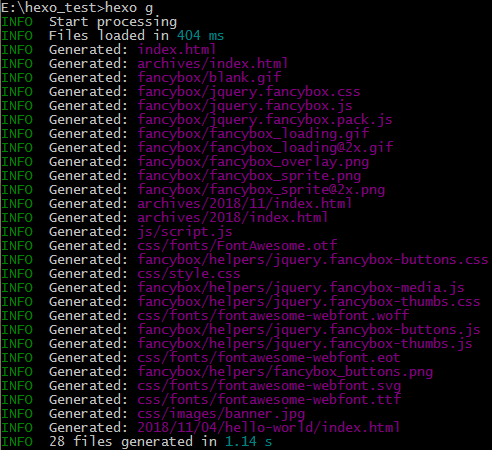 E:\hexo_test>hexo g
INFO  Start processing
INFO  Files loaded in 404 ms
INFO  Generated: index.html
INFO  Generated: archives/index.html
INFO  Generated: fancybox/blank.gif
INFO  Generated: fancybox/jquery.fancybox.css
INFO  Generated: fancybox/jquery.fancybox.js
INFO  Generated: fancybox/jquery.fancybox.pack.js
INFO  Generated: fancybox/fancybox_loading.gif
INFO  Generated: fancybox/fancybox_loading@2x.gif
INFO  Generated: fancybox/fancybox_overlay.png
INFO  Generated: fancybox/fancybox_sprite.png
INFO  Generated: fancybox/fancybox_sprite@2x.png
INFO  Generated: archives/2018/11/index.html
INFO  Generated: archives/2018/index.html
INFO  Generated: js/script.js
INFO  Generated: css/fonts/FontAwesome.otf
INFO  Generated: fancybox/helpers/jquery.fancybox-buttons.css
INFO  Generated: css/style.css
INFO  Generated: fancybox/helpers/jquery.fancybox-media.js
INFO  Generated: fancybox/helpers/jquery.fancybox-thumbs.css
INFO  Generated: css/fonts/fontawesome-webfont.woff
INFO  Generated: fancybox/helpers/jquery.fancybox-buttons.js
INFO  Generated: fancybox/helpers/jquery.fancybox-thumbs.js
INFO  Generated: css/fonts/fontawesome-webfont.eot
INFO  Generated: fancybox/helpers/fancybox_buttons.png
INFO  Generated: css/fonts/fontawesome-webfont.svg
INFO  Generated: css/fonts/fontawesome-webfont.ttf
INFO  Generated: css/images/banner.jpg
INFO  Generated: 2018/11/04/hello-world/index.html
INFO  28 files generated in 1.14 s